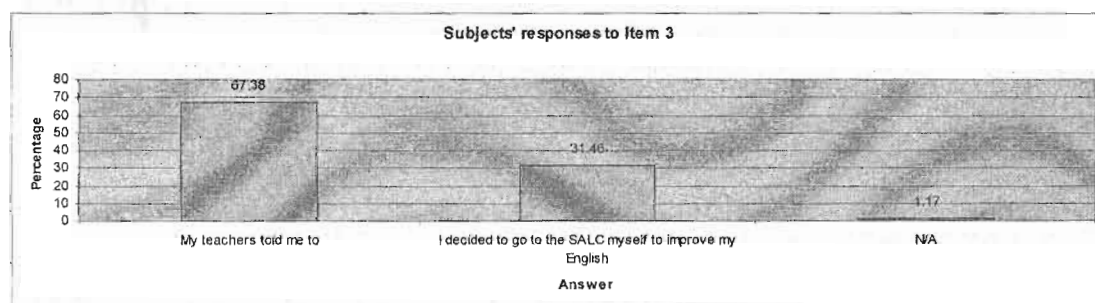 Subjects' responses to Item 3
Percentage
80
70
60
50
40
30
20
10
0
67.38
31.46
1.17
My teachers told me to
I decided to go to the SALC myself to improve my
English
N/A
Answer